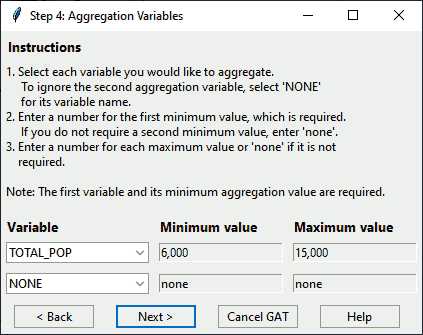 Step 4: Aggregation Variables
Instructions
1. Select each variable you would like to aggregate.
To ignore the second aggregation variable, select 'NONE'
for its variable name.
2. Enter a number for the first minimum value, which is required.
If you do not require a second minimum value, enter 'none'.
3. Enter a number for each maximum value or 'none' if it is not
required.
Note: The first variable and its minimum aggregation value are required.
Variable Minimum value Maximum value
TOTAL_POP 6,000 15,000
NONE none none
< Back Next > Cancel GAT Help